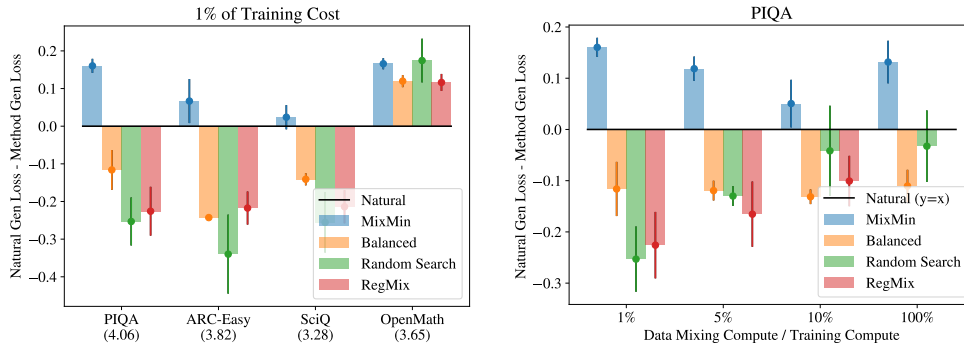 1% of Training Cost
Natural Gen Loss - Method Gen Loss
0.2
0.1
0.0
−0.1
−0.2
−0.3
−0.4
Natural
MixMin
Balanced
Random Search
RegMix
PIQA
(4.06)
ARC-Easy
(3.82)
SciQ
(3.28)
OpenMath
(3.65)
PIQA
Natural Gen Loss - Method Gen Loss
0.2
0.1
0.0
−0.1
−0.2
−0.3
Natural (y=x)
MixMin
Balanced
Random Search
RegMix
1%
5%
10%
100%
Data Mixing Compute / Training Compute